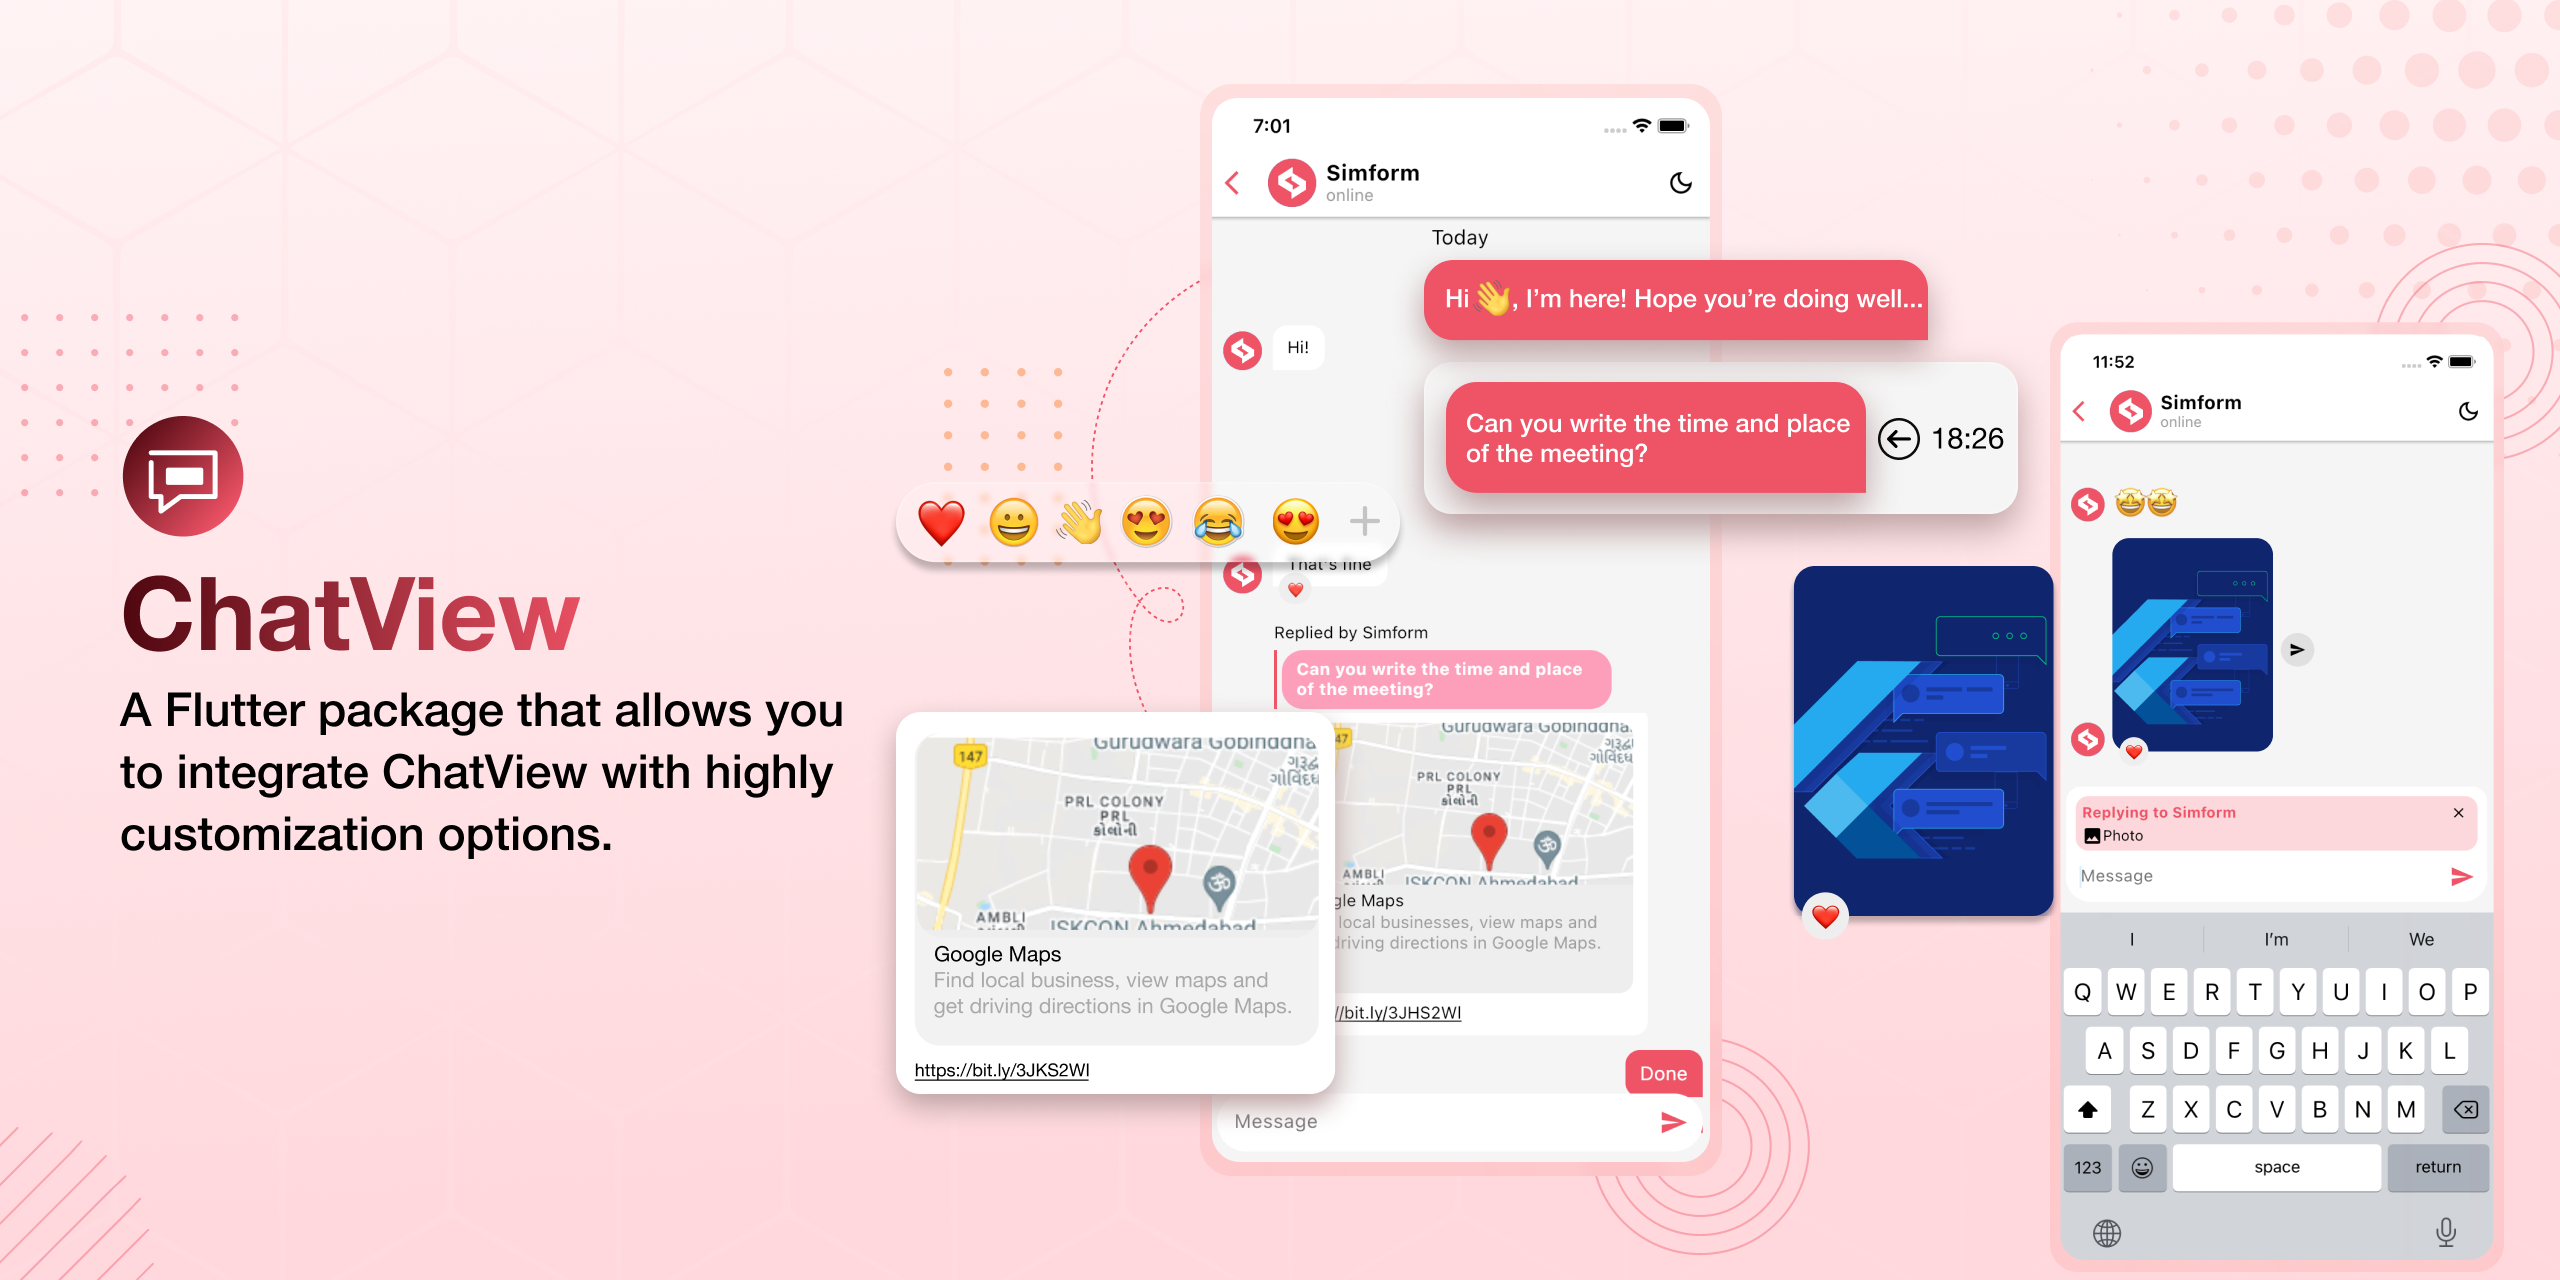 ChatView
A Flutter package that allows you
to integrate ChatView with highly
customization options.
7:01
Simform
online
Today
Hi 👋, I'm here! Hope you're doing well...
Hi!
Can you write the time and place
of the meeting?
18:26
That's fine
Replied by Simform
Can you write the time and place
of the meeting?
147
Gurudwara Gobinddha
PRL COLONY
PRL
કોલોની
AMBLI
ISKCON Ahmedabad
Google Maps
Find local business, view maps and
get driving directions in Google Maps.
https://bit.ly/3JKS2WI
47
Gurudwara Gobinddha
PRL COLONY
PRL
કોલોની
AMBLI
ISKCON Ahmedabad
gle Maps
local businesses, view maps and
driving directions in Google Maps.
//bit.ly/3JHS2WI
Done
Message
11:52
Simform
online
Replying to Simform
Photo
Message
I I'm We
Q W E R T Y U I O P
A S D F G H J K L
Z X C V B N M
123 space return